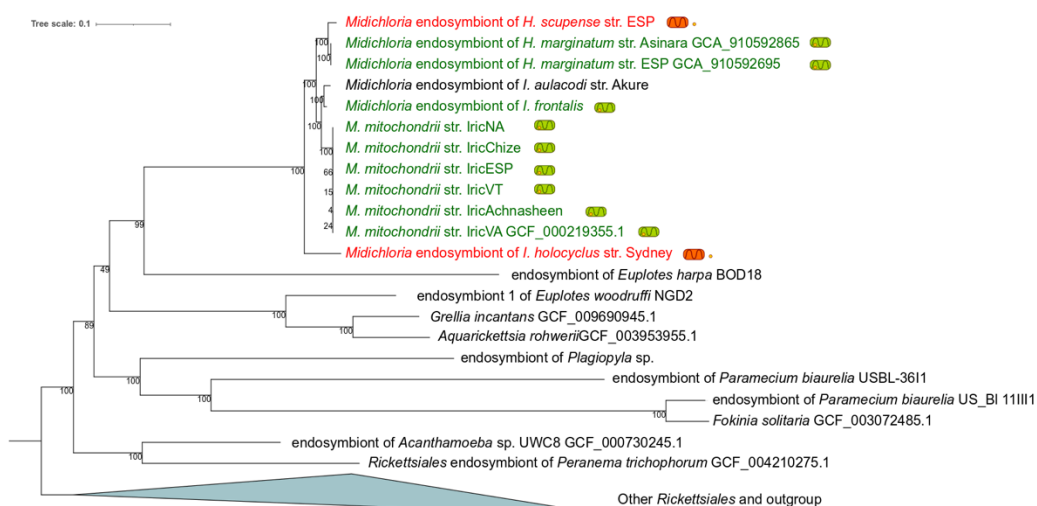 Tree scale: 0.1
Midichloria endosymbiont of H. scupense str. ESP
100
Midichloria endosymbiont of H. marginatum str. Asinara GCA_910592865
100
Midichloria endosymbiont of H. marginatum str. ESP GCA_910592695
100
Midichloria endosymbiont of I. aulacodi str. Akure
100
Midichloria endosymbiont of I. frontalis
100
M. mitochondrii str. IricNA
M. mitochondrii str. IricChize
100
M. mitochondrii str. IricESP
100
66
M. mitochondrii str. IricVT
15
M. mitochondrii str. IricAchnasheen
4
99
24
M. mitochondrii str. IricVA GCF_000219355.1
Midichloria endosymbiont of I. holocyclus str. Sydney
49
endosymbiont of Euplotes harpa BOD18
endosymbiont 1 of Euplotes woodruffi NGD2
100
Grellia incantans GCF_009690945.1
89
100
Aquarickettsia rohweriiGCF_003953955.1
endosymbiont of Plagiopyla sp.
100
endosymbiont of Paramecium biaurelia USBL-36I1
100
100
endosymbiont of Paramecium biaurelia US_Bl 11III1
100
Fokinia solitaria GCF_003072485.1
endosymbiont of Acanthamoeba sp. UWC8 GCF_000730245.1
100
Rickettsiales endosymbiont of Peranema trichophorum GCF_004210275.1
Other Rickettsiales and outgroup